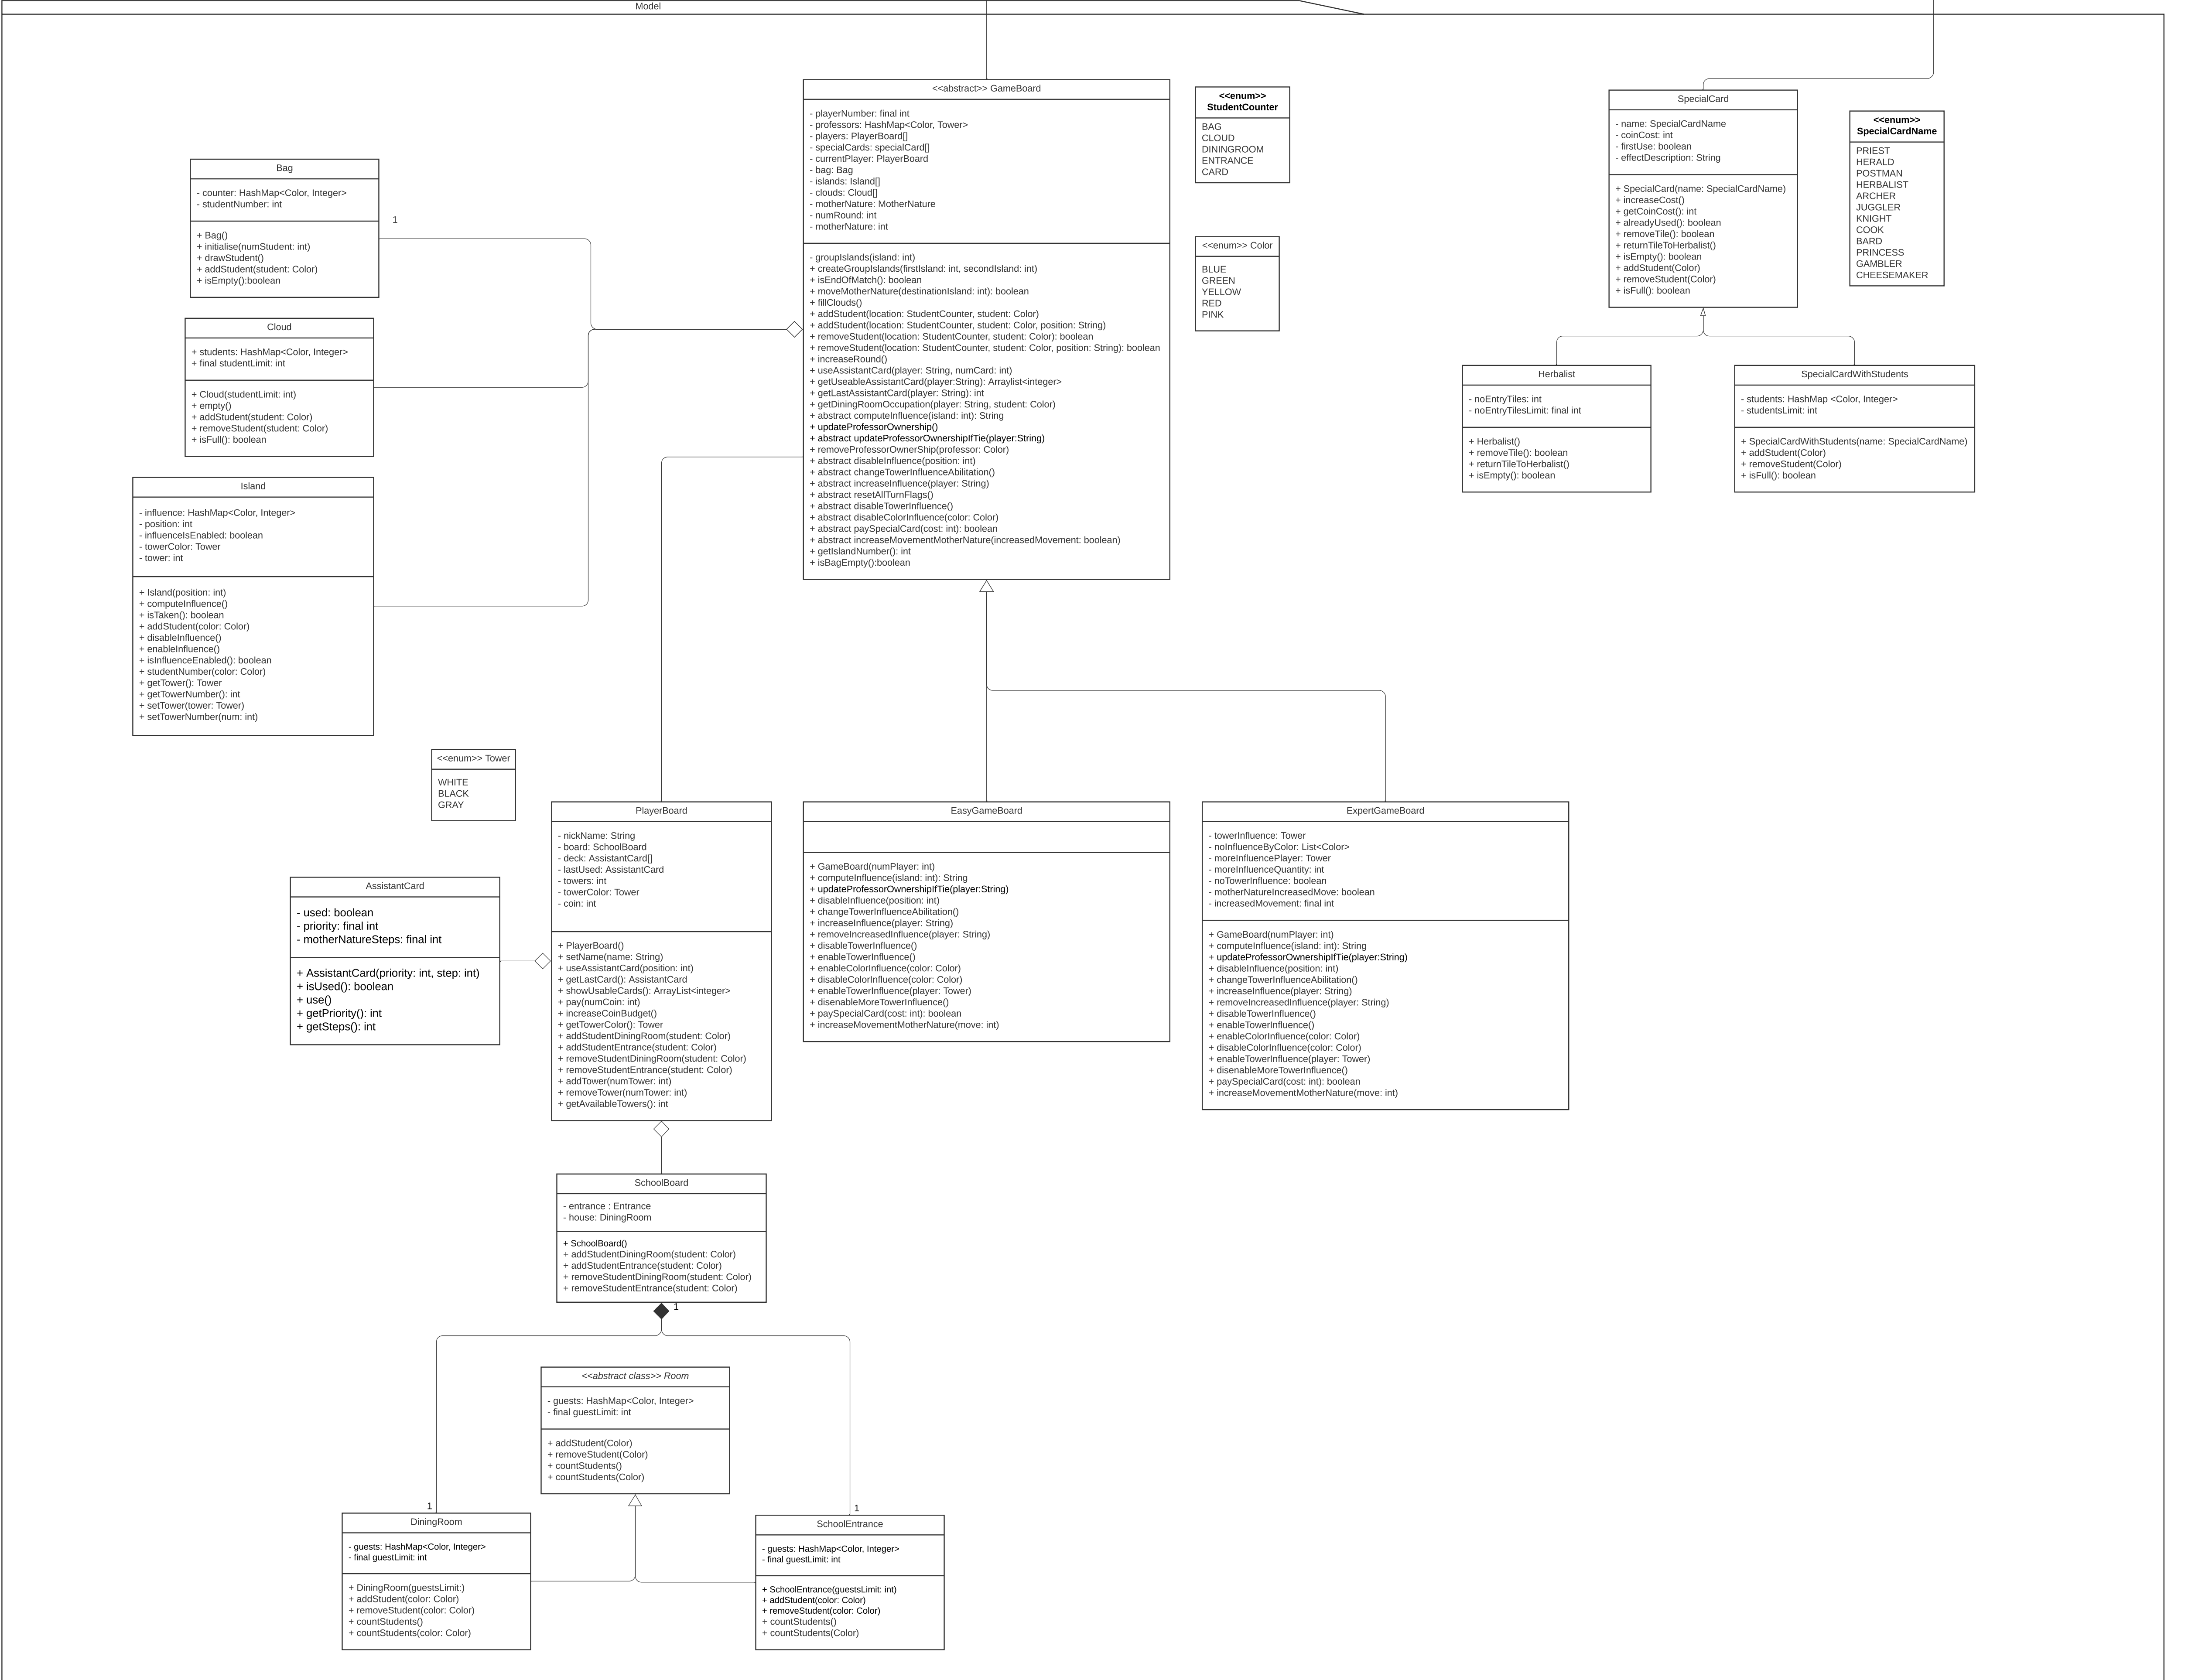 Model
<<abstract>> GameBoard
- playerNumber: final int
- professors: HashMap<Color, Tower>
- players: PlayerBoard[]
- specialCards: specialCard[]
- currentPlayer: PlayerBoard
- bag: Bag
- islands: Island[]
- clouds: Cloud[]
- motherNature: MotherNature
- numRound: int
- motherNature: int
- groupIslands(island: int)
+ createGroupIslands(firstIsland: int, secondIsland: int)
+ isEndOfMatch(): boolean
+ moveMotherNature(destinationIsland: int): boolean
+ fillClouds()
+ addStudent(location: StudentCounter, student: Color)
+ addStudent(location: StudentCounter, student: Color, position: String)
+ removeStudent(location: StudentCounter, student: Color): boolean
+ removeStudent(location: StudentCounter, student: Color, position: String): boolean
+ increaseRound()
+ useAssistantCard(player: String, numCard: int)
+ getUseableAssistantCard(player:String): Arraylist<integer>
+ getLastAssistantCard(player: String): int
+ getDiningRoomOccupation(player: String, student: Color)
+ abstract computeInfluence(island: int): String
+ updateProfessorOwnership()
+ abstract updateProfessorOwnershipIfTie(player:String)
+ removeProfessorOwnerShip(professor: Color)
+ abstract disableInfluence(position: int)
+ abstract changeTowerInfluenceAbilitation()
+ abstract increaseInfluence(player: String)
+ abstract resetAllTurnFlags()
+ abstract disableTowerInfluence()
+ abstract disableColorInfluence(color: Color)
+ abstract paySpecialCard(cost: int): boolean
+ abstract increaseMovementMotherNature(increasedMovement: boolean)
+ getIslandNumber(): int
+ isBagEmpty():boolean
<<enum>>
StudentCounter
BAG
CLOUD
DININGROOM
ENTRANCE
CARD
<<enum>> Color
BLUE
GREEN
YELLOW
RED
PINK
SpecialCard
- name: SpecialCardName
- coinCost: int
- firstUse: boolean
- effectDescription: String
+ SpecialCard(name: SpecialCardName)
+ increaseCost()
+ getCoinCost(): int
+ alreadyUsed(): boolean
+ removeTile(): boolean
+ returnTileToHerbalist()
+ isEmpty(): boolean
+ addStudent(Color)
+ removeStudent(Color)
+ isFull(): boolean
<<enum>>
SpecialCardName
PRIEST
HERALD
POSTMAN
HERBALIST
ARCHER
JUGGLER
KNIGHT
COOK
BARD
PRINCESS
GAMBLER
CHEESEMAKER
Herbalist
- noEntryTiles: int
- noEntryTilesLimit: final int
+ Herbalist()
+ removeTile(): boolean
+ returnTileToHerbalist()
+ isEmpty(): boolean
SpecialCardWithStudents
- students: HashMap <Color, Integer>
- studentsLimit: int
+ SpecialCardWithStudents(name: SpecialCardName)
+ addStudent(Color)
+ removeStudent(Color)
+ isFull(): boolean
Bag
- counter: HashMap<Color, Integer>
- studentNumber: int
+ Bag()
+ initialise(numStudent: int)
+ drawStudent()
+ addStudent(student: Color)
+ isEmpty():boolean
1
Cloud
+ students: HashMap<Color, Integer>
+ final studentLimit: int
+ Cloud(studentLimit: int)
+ empty()
+ addStudent(student: Color)
+ removeStudent(student: Color)
+ isFull(): boolean
Island
- influence: HashMap<Color, Integer>
- position: int
- influenceIsEnabled: boolean
- towerColor: Tower
- tower: int
+ Island(position: int)
+ computeInfluence()
+ isTaken(): boolean
+ addStudent(color: Color)
+ disableInfluence()
+ enableInfluence()
+ isInfluenceEnabled(): boolean
+ studentNumber(color: Color)
+ getTower(): Tower
+ getTowerNumber(): int
+ setTower(tower: Tower)
+ setTowerNumber(num: int)
<<enum>> Tower
WHITE
BLACK
GRAY
PlayerBoard
- nickName: String
- board: SchoolBoard
- deck: AssistantCard[]
- lastUsed: AssistantCard
- towers: int
- towerColor: Tower
- coin: int
+ PlayerBoard()
+ setName(name: String)
+ useAssistantCard(position: int)
+ getLastCard(): AssistantCard
+ showUsableCards(): ArrayList<integer>
+ pay(numCoin: int)
+ increaseCoinBudget()
+ getTowerColor(): Tower
+ addStudentDiningRoom(student: Color)
+ addStudentEntrance(student: Color)
+ removeStudentDiningRoom(student: Color)
+ removeStudentEntrance(student: Color)
+ addTower(numTower: int)
+ removeTower(numTower: int)
+ getAvailableTowers(): int
EasyGameBoard
+ GameBoard(numPlayer: int)
+ computeInfluence(island: int): String
+ updateProfessorOwnershipIfTie(player:String)
+ disableInfluence(position: int)
+ changeTowerInfluenceAbilitation()
+ increaseInfluence(player: String)
+ removeIncreasedInfluence(player: String)
+ disableTowerInfluence()
+ enableTowerInfluence()
+ enableColorInfluence(color: Color)
+ disableColorInfluence(color: Color)
+ enableTowerInfluence(player: Tower)
+ disenableMoreTowerInfluence()
+ paySpecialCard(cost: int): boolean
+ increaseMovementMotherNature(move: int)
ExpertGameBoard
- towerInfluence: Tower
- noInfluenceByColor: List<Color>
- moreInfluencePlayer: Tower
- moreInfluenceQuantity: int
- noTowerInfluence: boolean
- motherNatureIncreasedMove: boolean
- increasedMovement: final int
+ GameBoard(numPlayer: int)
+ computeInfluence(island: int): String
+ updateProfessorOwnershipIfTie(player:String)
+ disableInfluence(position: int)
+ changeTowerInfluenceAbilitation()
+ increaseInfluence(player: String)
+ removeIncreasedInfluence(player: String)
+ disableTowerInfluence()
+ enableTowerInfluence()
+ enableColorInfluence(color: Color)
+ disableColorInfluence(color: Color)
+ enableTowerInfluence(player: Tower)
+ disenableMoreTowerInfluence()
+ paySpecialCard(cost: int): boolean
+ increaseMovementMotherNature(move: int)
AssistantCard
- used: boolean
- priority: final int
- motherNatureSteps: final int
+ AssistantCard(priority: int, step: int)
+ isUsed(): boolean
+ use()
+ getPriority(): int
+ getSteps(): int
SchoolBoard
- entrance : Entrance
- house: DiningRoom
+ SchoolBoard()
+ addStudentDiningRoom(student: Color)
+ addStudentEntrance(student: Color)
+ removeStudentDiningRoom(student: Color)
+ removeStudentEntrance(student: Color)
1
<<abstract class>> Room
- guests: HashMap<Color, Integer>
- final guestLimit: int
+ addStudent(Color)
+ removeStudent(Color)
+ countStudents()
+ countStudents(Color)
1
DiningRoom
- guests: HashMap<Color, Integer>
- final guestLimit: int
+ DiningRoom(guestsLimit:)
+ addStudent(color: Color)
+ removeStudent(color: Color)
+ countStudents()
+ countStudents(color: Color)
1
SchoolEntrance
- guests: HashMap<Color, Integer>
- final guestLimit: int
+ SchoolEntrance(guestsLimit: int)
+ addStudent(color: Color)
+ removeStudent(color: Color)
+ countStudents()
+ countStudents(Color)